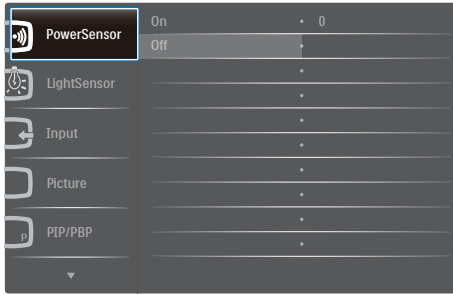 PowerSensor
On • 0
Off •
LightSensor
•
•
Input
•
•
Picture
•
•
P PIP/PBP
•
•
▼